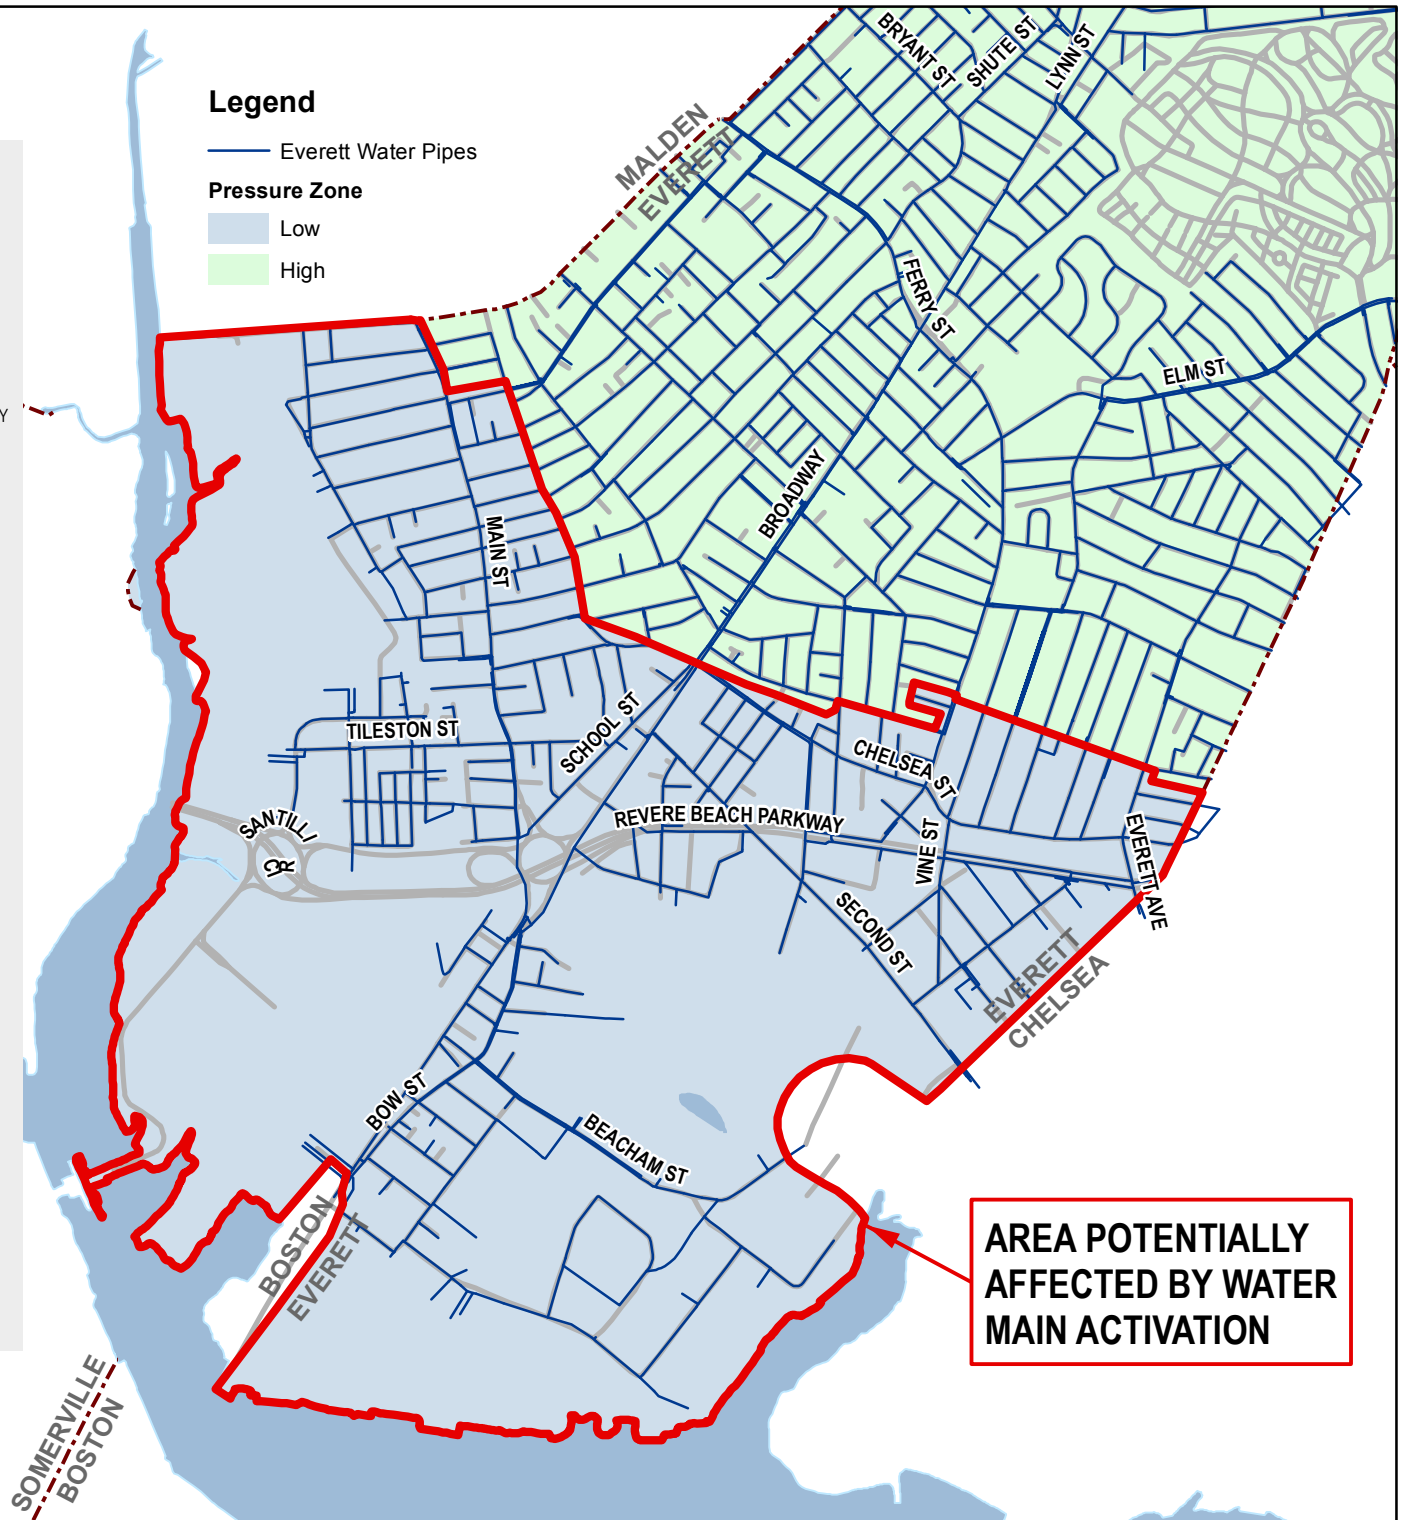 Legend
Everett Water Pipes
Pressure Zone
Low
High
BRYANT ST
SHUTE ST
LYNN ST
MALDEN
EVERETT
FERRY ST
ELM ST
Y
BROADWAY
MAIN ST
SCHOOL ST
TILESTON ST
CHELSEA ST
SANTILLI
CR
REVERE BEACH PARKWAY
VINE ST
EVERETT AVE
SECOND ST
EVERETT
CHELSEA
BOW ST
BEACHAM ST
BOSTON
EVERETT
AREA POTENTIALLY
AFFECTED BY WATER
MAIN ACTIVATION
SOMERVILLE
BOSTON